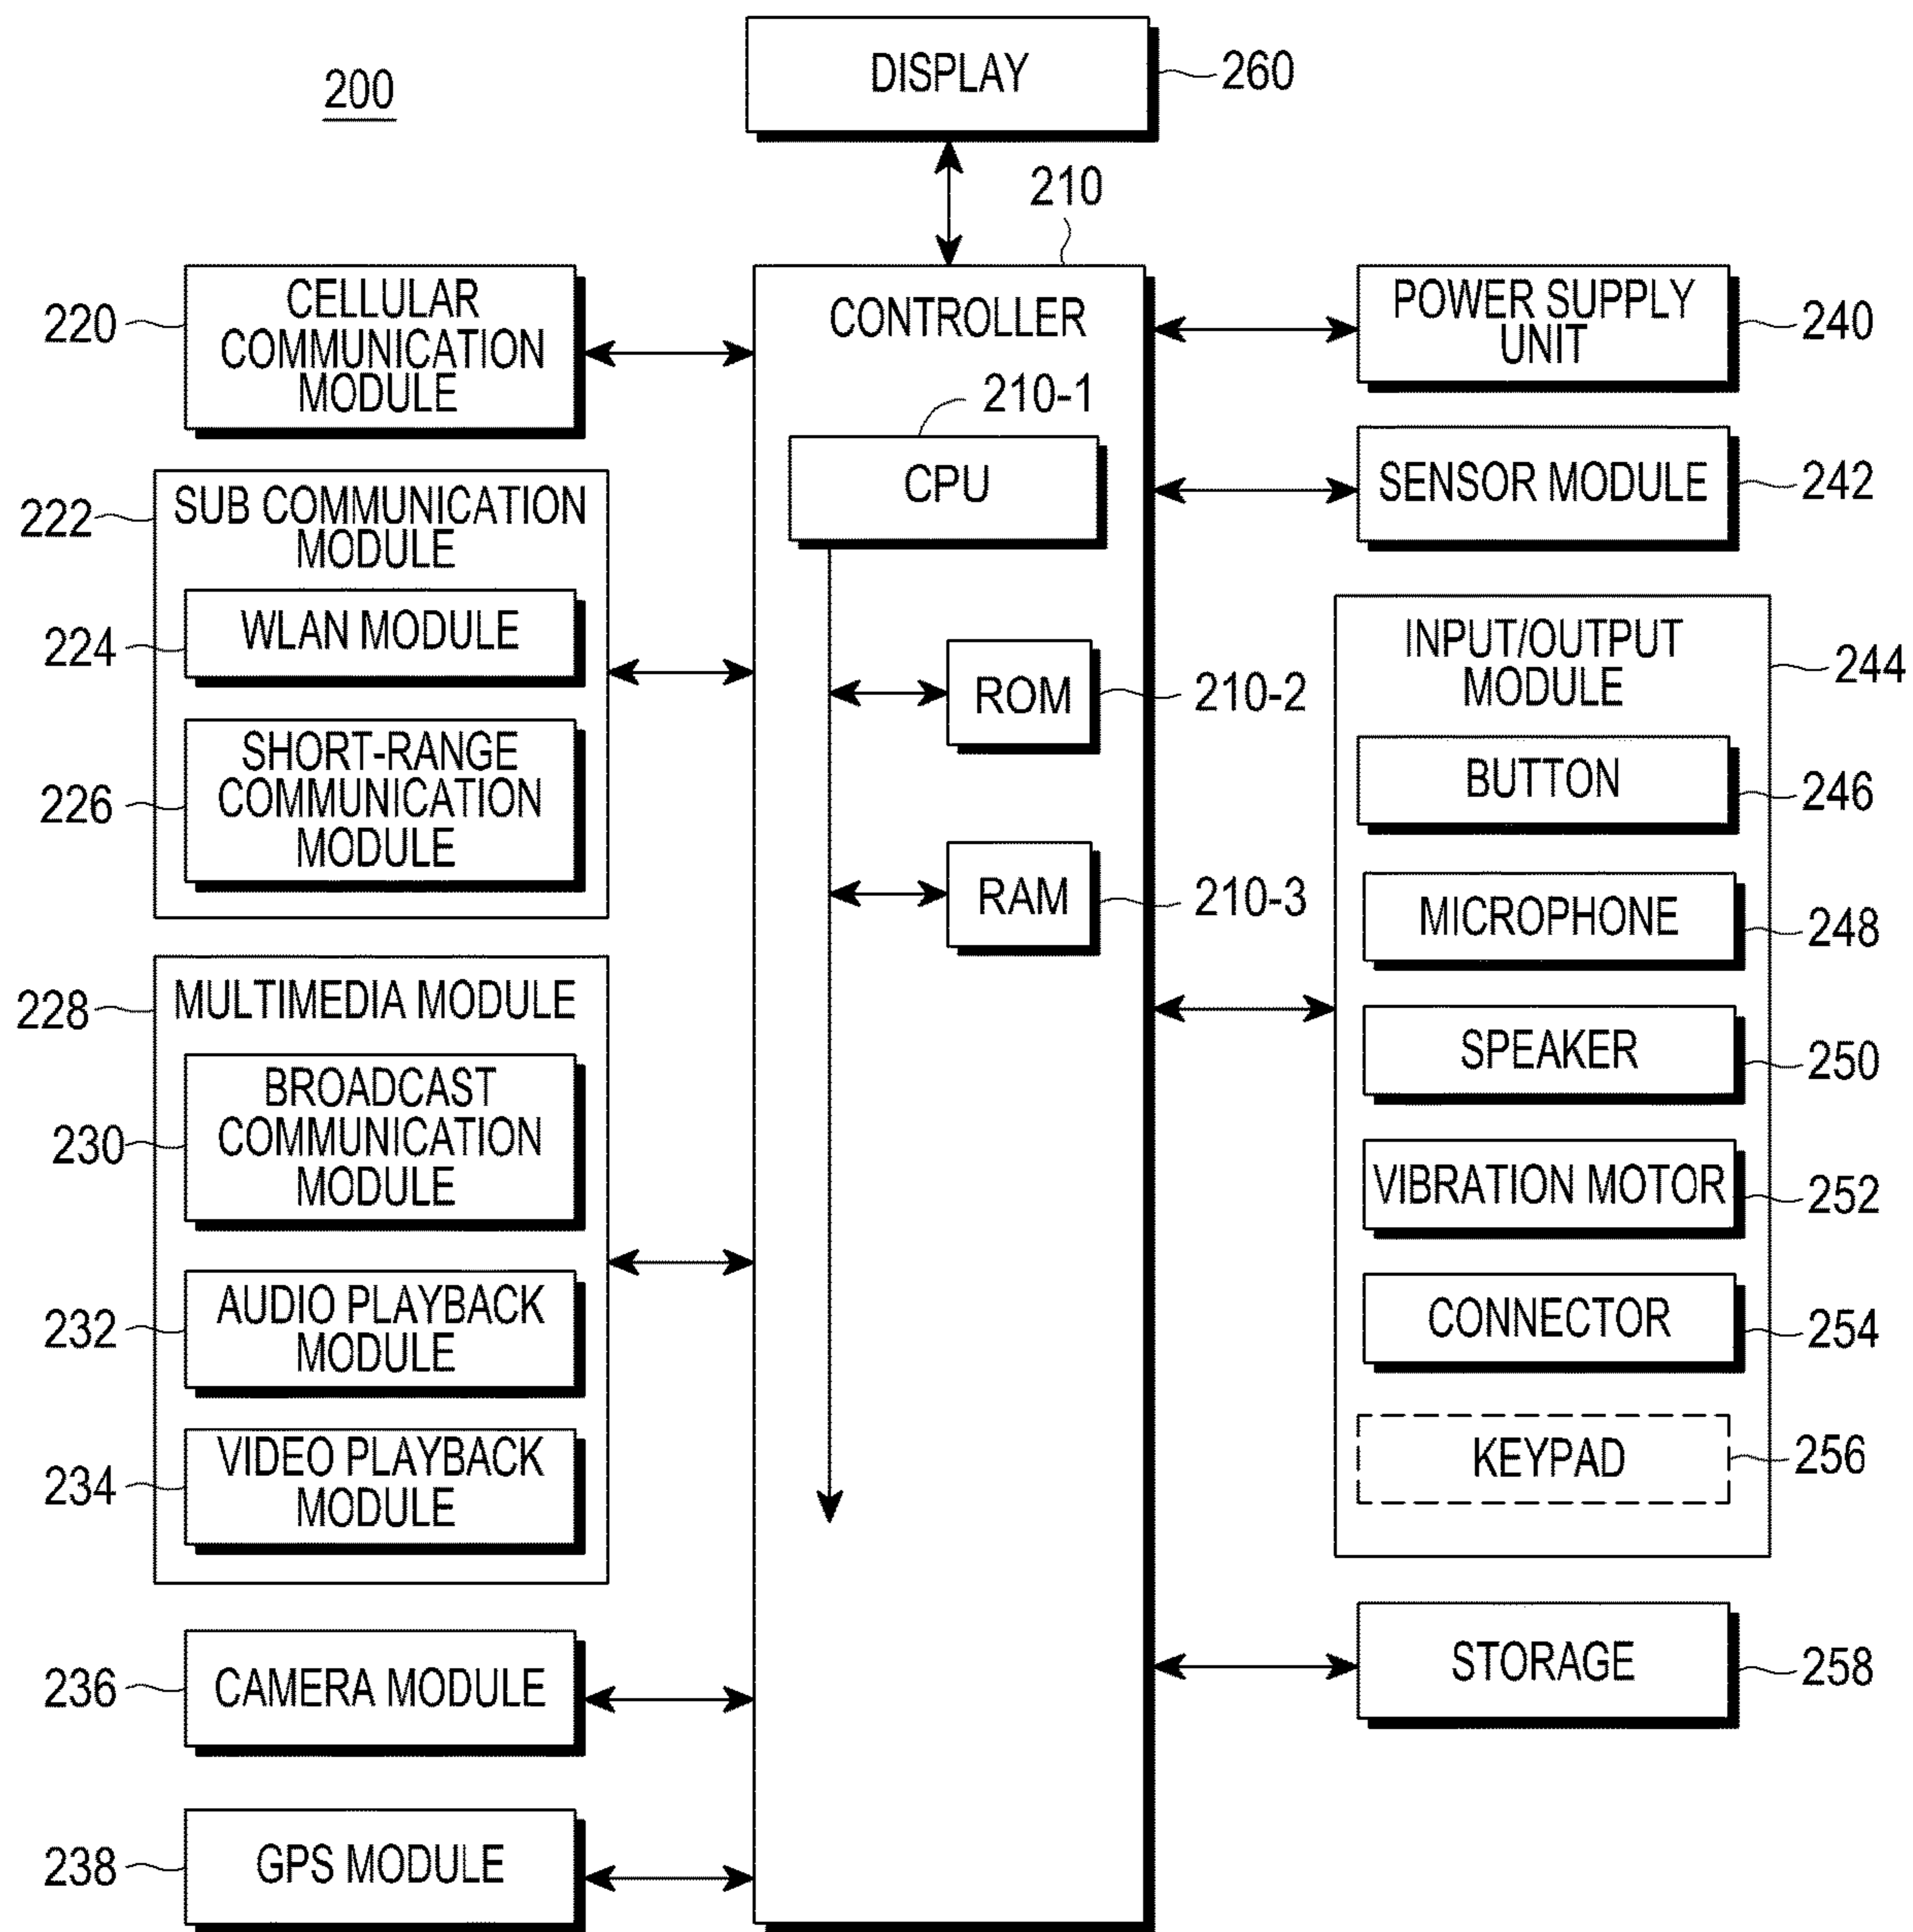 200
DISPLAY
260
210
CONTROLLER
210-1
CPU
ROM
210-2
RAM
210-3
220
CELLULAR
COMMUNICATION
MODULE
222
SUB COMMUNICATION
MODULE
WLAN MODULE
224
SHORT-RANGE
COMMUNICATION
MODULE
226
228
MULTIMEDIA MODULE
BROADCAST
COMMUNICATION
MODULE
230
AUDIO PLAYBACK
MODULE
232
VIDEO PLAYBACK
MODULE
234
236
CAMERA MODULE
238
GPS MODULE
POWER SUPPLY
UNIT
240
SENSOR MODULE
242
INPUT/OUTPUT
MODULE
244
BUTTON
246
MICROPHONE
248
SPEAKER
250
VIBRATION MOTOR
252
CONNECTOR
254
KEYPAD
256
STORAGE
258